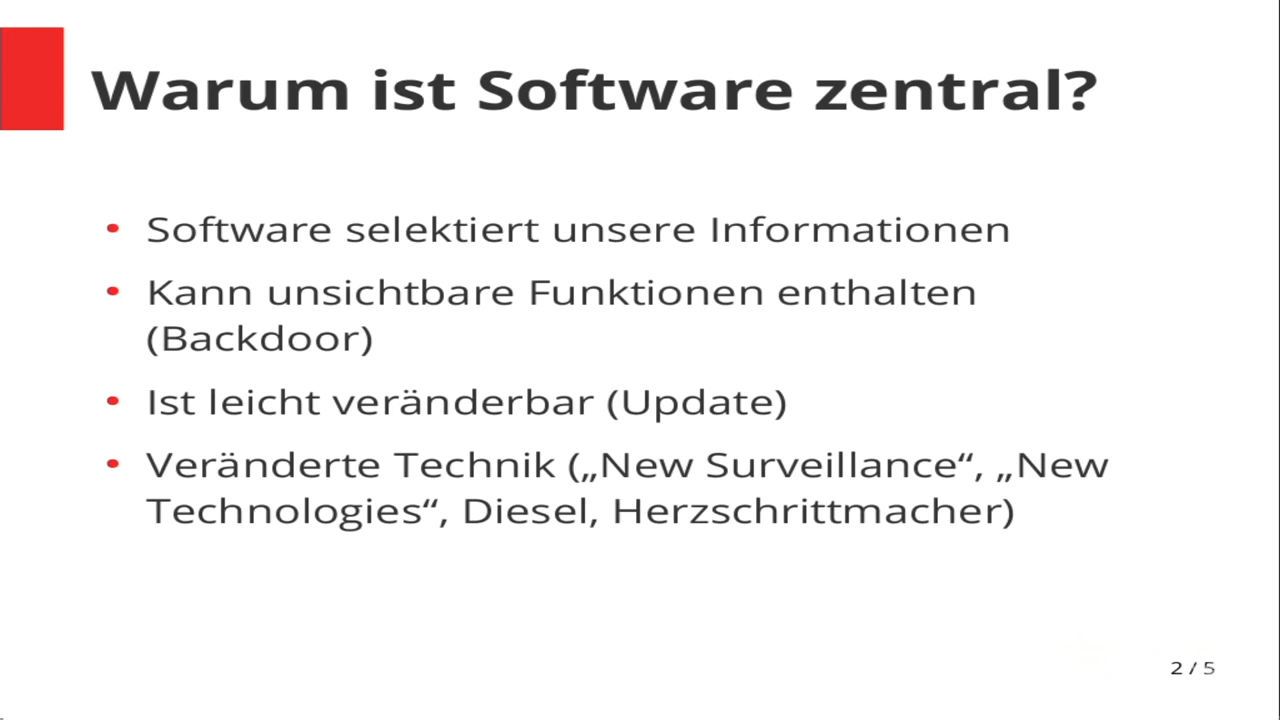 Warum ist Software zentral?
• Software selektiert unsere Informationen
• Kann unsichtbare Funktionen enthalten
(Backdoor)
• Ist leicht veränderbar (Update)
• Veränderte Technik („New Surveillance“, „New
Technologies“, Diesel, Herzschrittmacher)
2 / 5